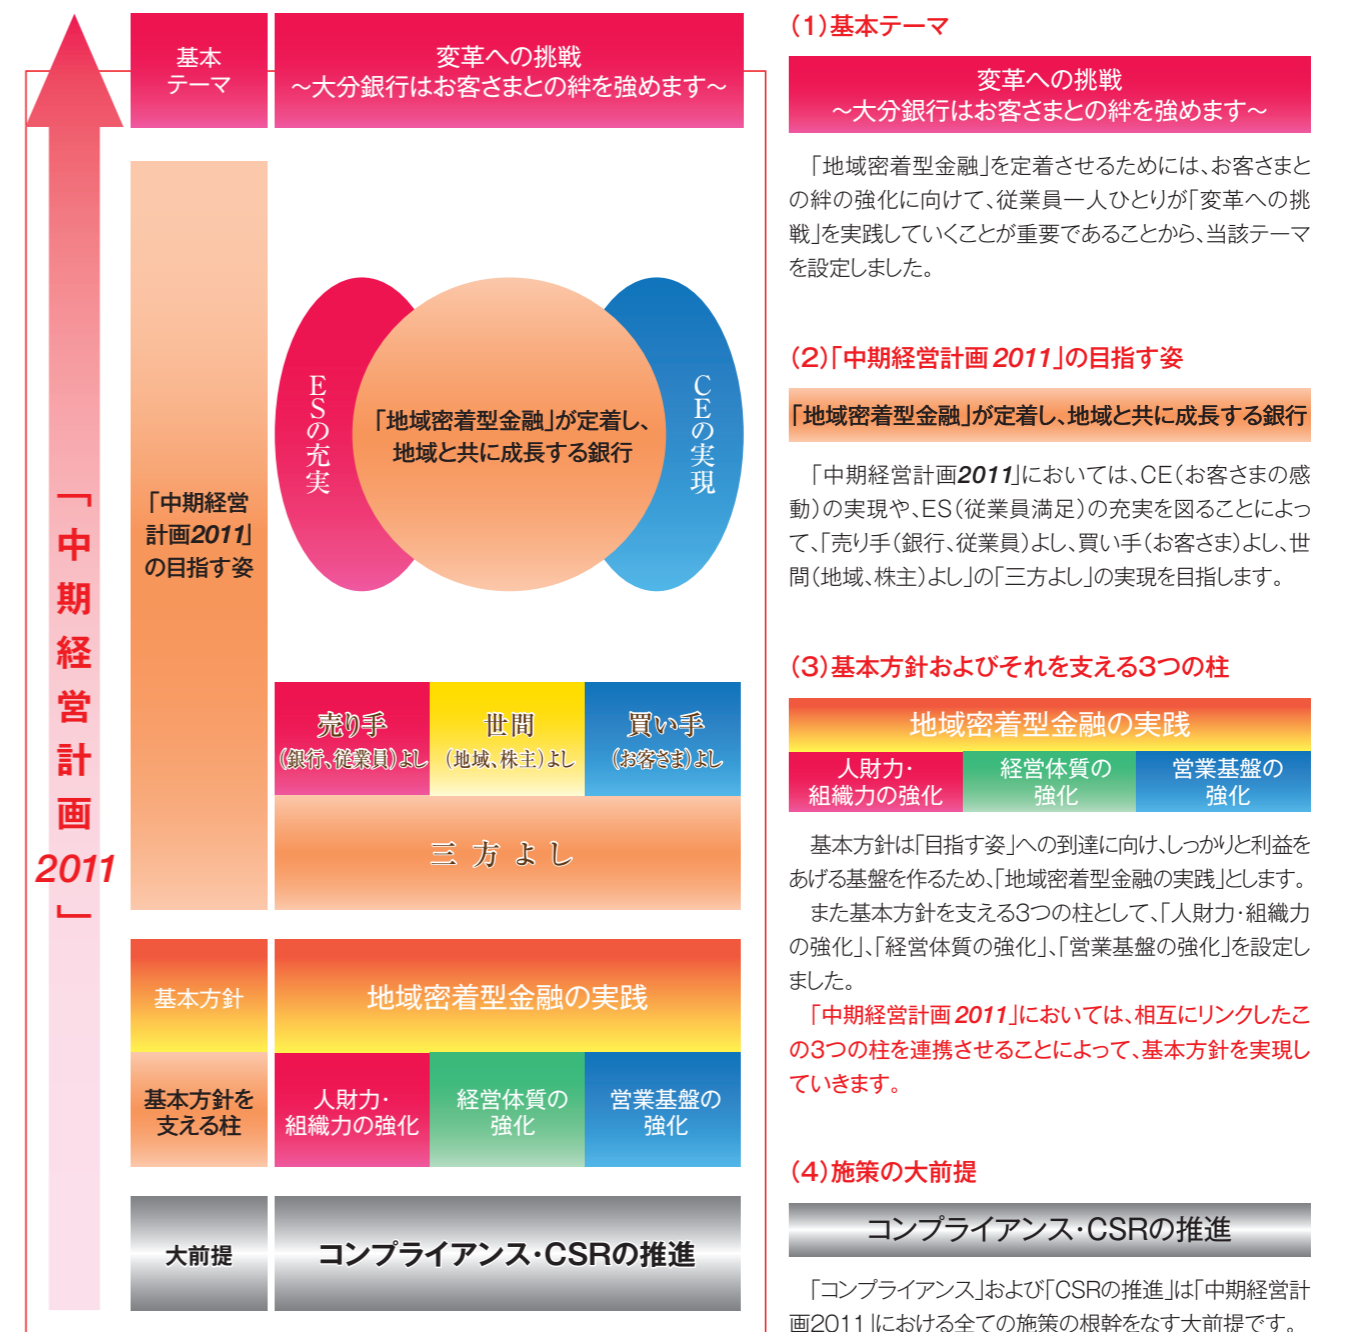 基本
テーマ
変革への挑戦
～大分銀行はお客さまとの絆を強めます～
「中期経営計画2011」
「中期経営
計画2011」
の目指す姿
ESの充実
「地域密着型金融」が定着し、
地域と共に成長する銀行
CEの実現
売り手
(銀行、従業員)よし
世間
(地域、株主)よし
買い手
(お客さま)よし
三方よし
基本方針
地域密着型金融の実践
基本方針を
支える柱
人財力・
組織力の強化
経営体質の
強化
営業基盤の
強化
大前提
コンプライアンス・CSRの推進
(1)基本テーマ
変革への挑戦
～大分銀行はお客さまとの絆を強めます～
「地域密着型金融」を定着させるためには、お客さまと
の絆の強化に向けて、従業員一人ひとりが「変革への挑
戦」を実践していくことが重要であることから、当該テーマ
を設定しました。
(2)「中期経営計画2011」の目指す姿
「地域密着型金融」が定着し、地域と共に成長する銀行
「中期経営計画2011」においては、CE(お客さまの感
動)の実現や、ES(従業員満足)の充実を図ることによっ
て、「売り手(銀行、従業員)よし、買い手(お客さま)よし、世
間(地域、株主)よし」の「三方よし」の実現を目指します。
(3)基本方針およびそれを支える3つの柱
地域密着型金融の実践
人財力・
組織力の強化
経営体質の
強化
営業基盤の
強化
基本方針は「目指す姿」への到達に向け、しっかりと利益を
あげる基盤を作るため、「地域密着型金融の実践」とします。
また基本方針を支える3つの柱として、「人財力・組織力
の強化」、「経営体質の強化」、「営業基盤の強化」を設定し
ました。
「中期経営計画2011」においては、相互にリンクしたこ
の3つの柱を連携させることによって、基本方針を実現し
ていきます。
(4)施策の大前提
コンプライアンス・CSRの推進
「コンプライアンス」および「CSRの推進」は「中期経営計
画2011」における全ての施策の根幹をなす大前提です。